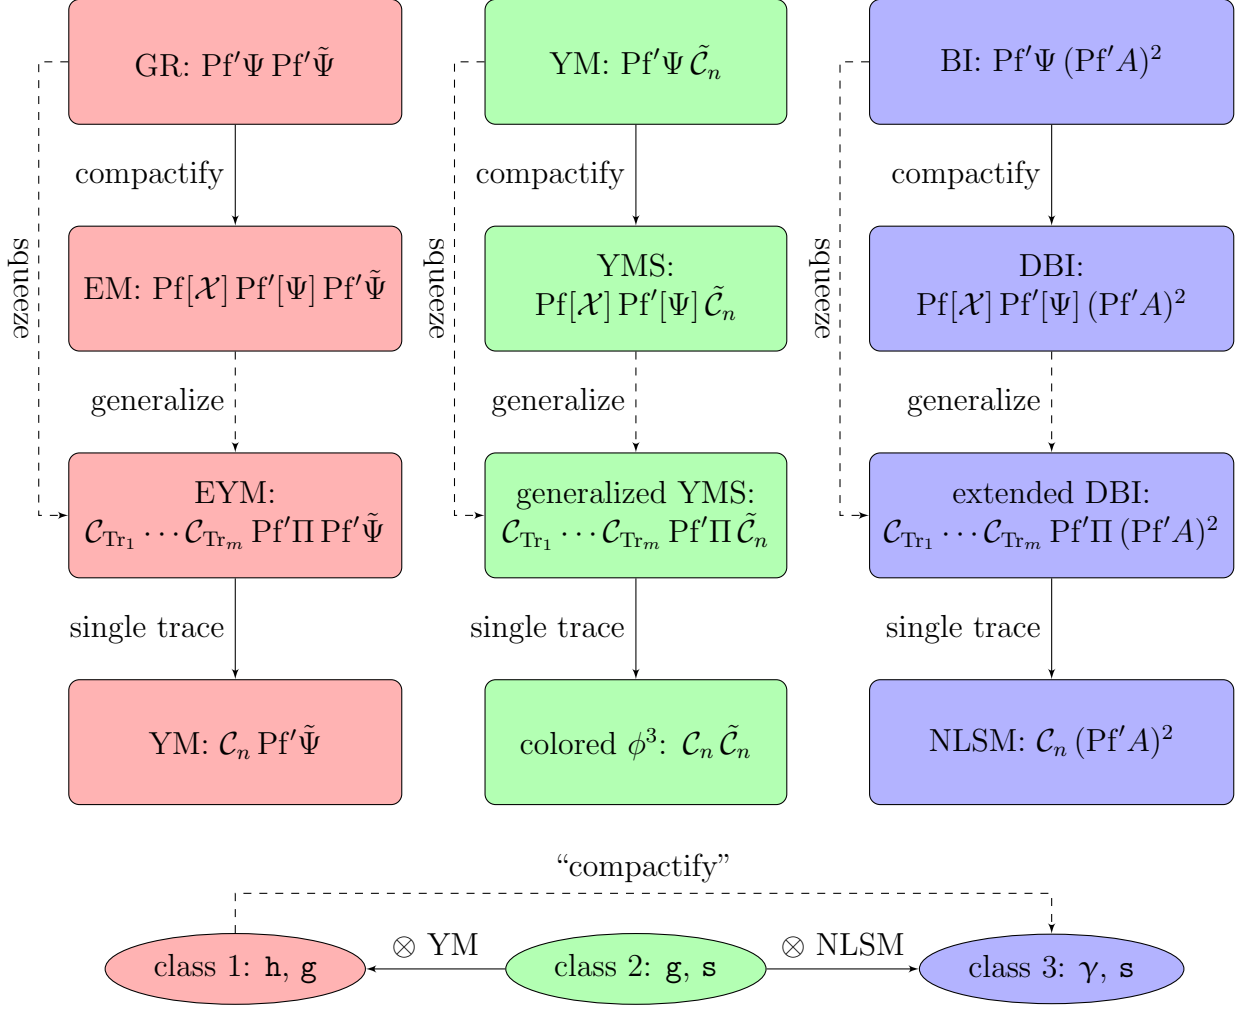 GR: Pf′Ψ Pf′Ψ̃
YM: Pf′Ψ C̃ₙ
BI: Pf′Ψ (Pf′A)²
compactify
compactify
compactify
squeeze
squeeze
squeeze
EM: Pf[𝒳] Pf′[Ψ] Pf′Ψ̃
YMS:
Pf[𝒳] Pf′[Ψ] C̃ₙ
DBI:
Pf[𝒳] Pf′[Ψ] (Pf′A)²
generalize
generalize
generalize
EYM:
C_Tr₁ ⋯ C_Trₘ Pf′Π Pf′Ψ̃
generalized YMS:
C_Tr₁ ⋯ C_Trₘ Pf′Π C̃ₙ
extended DBI:
C_Tr₁ ⋯ C_Trₘ Pf′Π (Pf′A)²
single trace
single trace
single trace
YM: Cₙ Pf′Ψ̃
colored ϕ³: Cₙ C̃ₙ
NLSM: Cₙ (Pf′A)²
“compactify”
class 1: h, g
⊗ YM
class 2: g, s
⊗ NLSM
class 3: γ, s